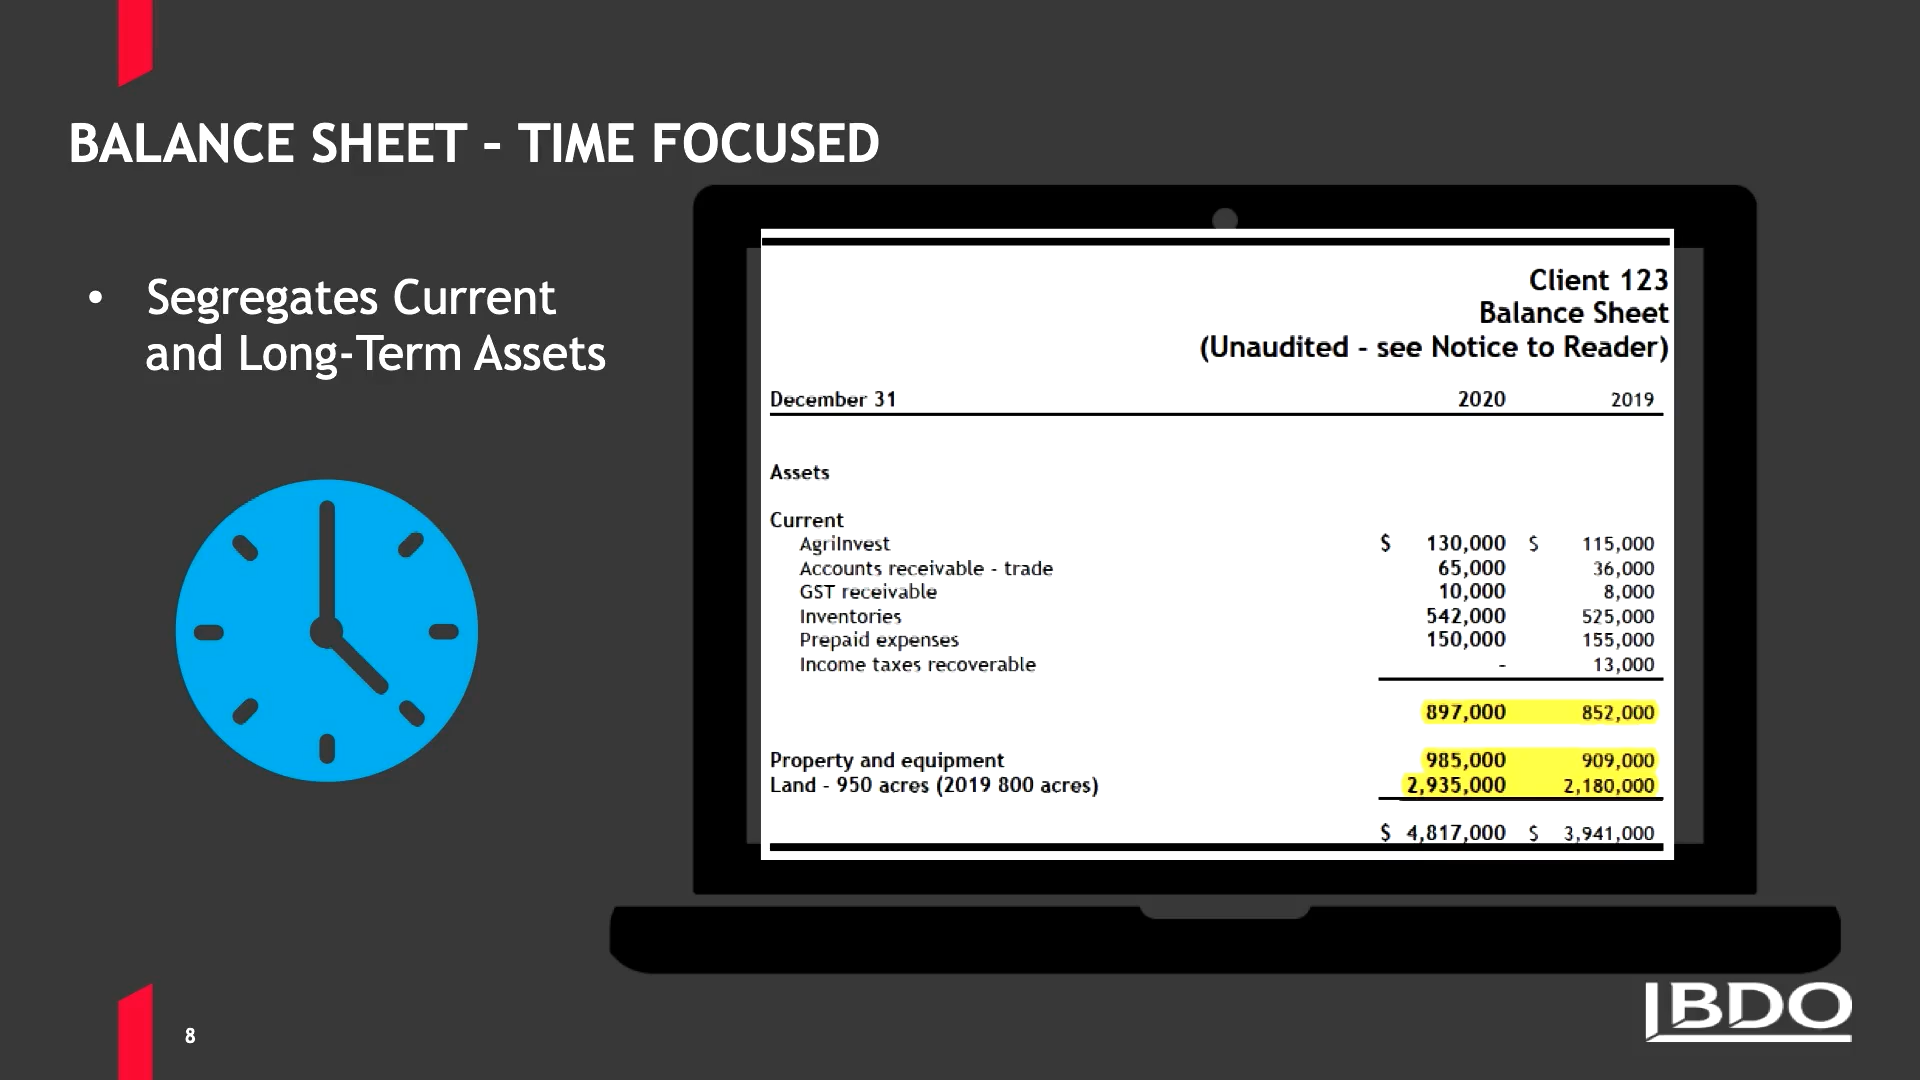 BALANCE SHEET - TIME FOCUSED
• Segregates Current
and Long-Term Assets
Client 123
Balance Sheet
(Unaudited - see Notice to Reader)
December 31 2020 2019
Assets
Current
AgriInvest $ 130,000 $ 115,000
Accounts receivable - trade 65,000 36,000
GST receivable 10,000 8,000
Inventories 542,000 525,000
Prepaid expenses 150,000 155,000
Income taxes recoverable - 13,000
897,000 852,000
Property and equipment 985,000 909,000
Land - 950 acres (2019 800 acres) 2,935,000 2,180,000
$ 4,817,000 $ 3,941,000
8
BDO